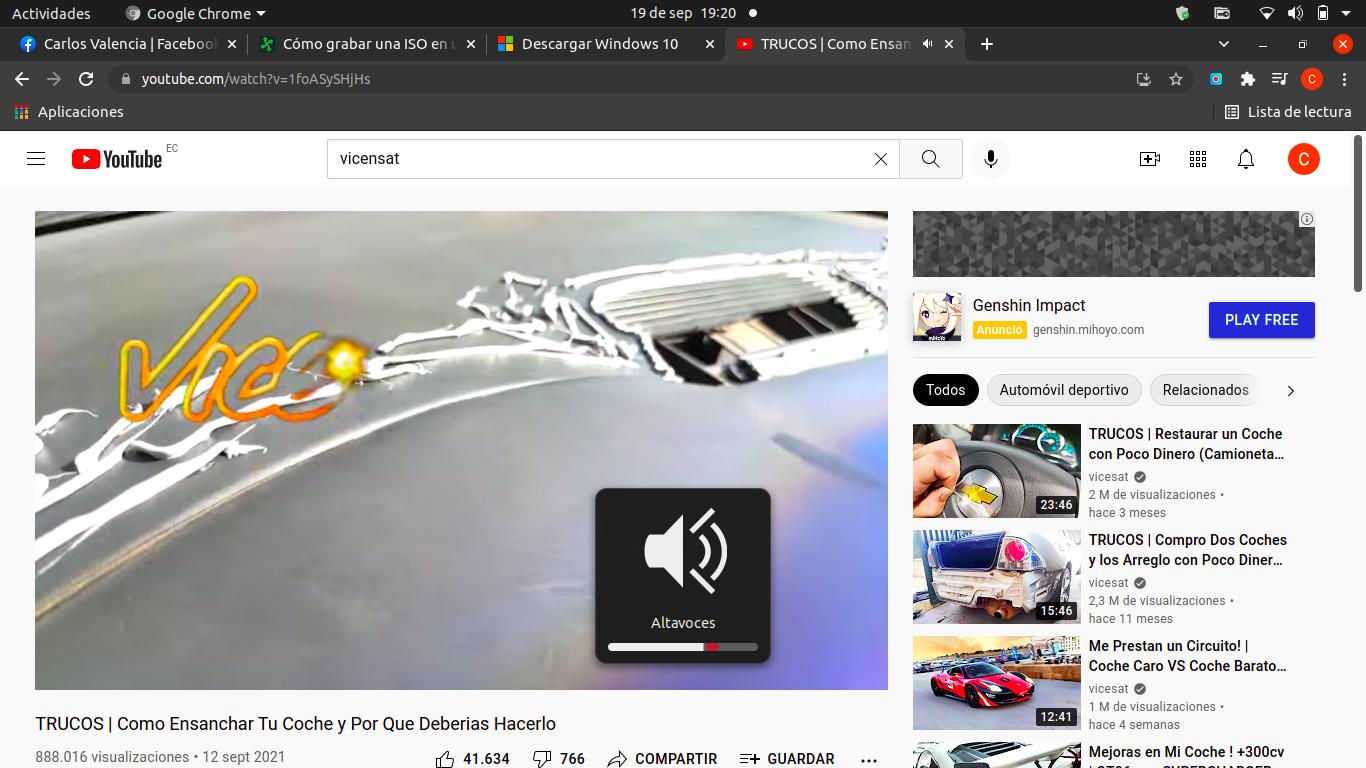 Actividades
Google Chrome
19 de sep 19:20
Carlos Valencia | Facebook
Cómo grabar una ISO en u
Descargar Windows 10
TRUCOS | Como Ensan
youtube.com/watch?v=1foASySHjHs
C
Aplicaciones
Lista de lectura
YouTube
EC
vicensat
C
Vices
Altavoces
TRUCOS | Como Ensanchar Tu Coche y Por Que Deberias Hacerlo
888.016 visualizaciones • 12 sept 2021
41.634
766
COMPARTIR
GUARDAR
Genshin Impact
Anuncio
genshin.mihoyo.com
PLAY FREE
miHoYo
Todos
Automóvil deportivo
Relacionados
TRUCOS | Restaurar un Coche
con Poco Dinero (Camioneta…
vicesat
2 M de visualizaciones •
hace 3 meses
23:46
TRUCOS | Compro Dos Coches
y los Arreglo con Poco Diner…
vicesat
2,3 M de visualizaciones •
hace 11 meses
15:46
Me Prestan un Circuito! |
Coche Caro VS Coche Barato…
vicesat
1 M de visualizaciones •
hace 4 semanas
12:41
Mejoras en Mi Coche ! +300cv